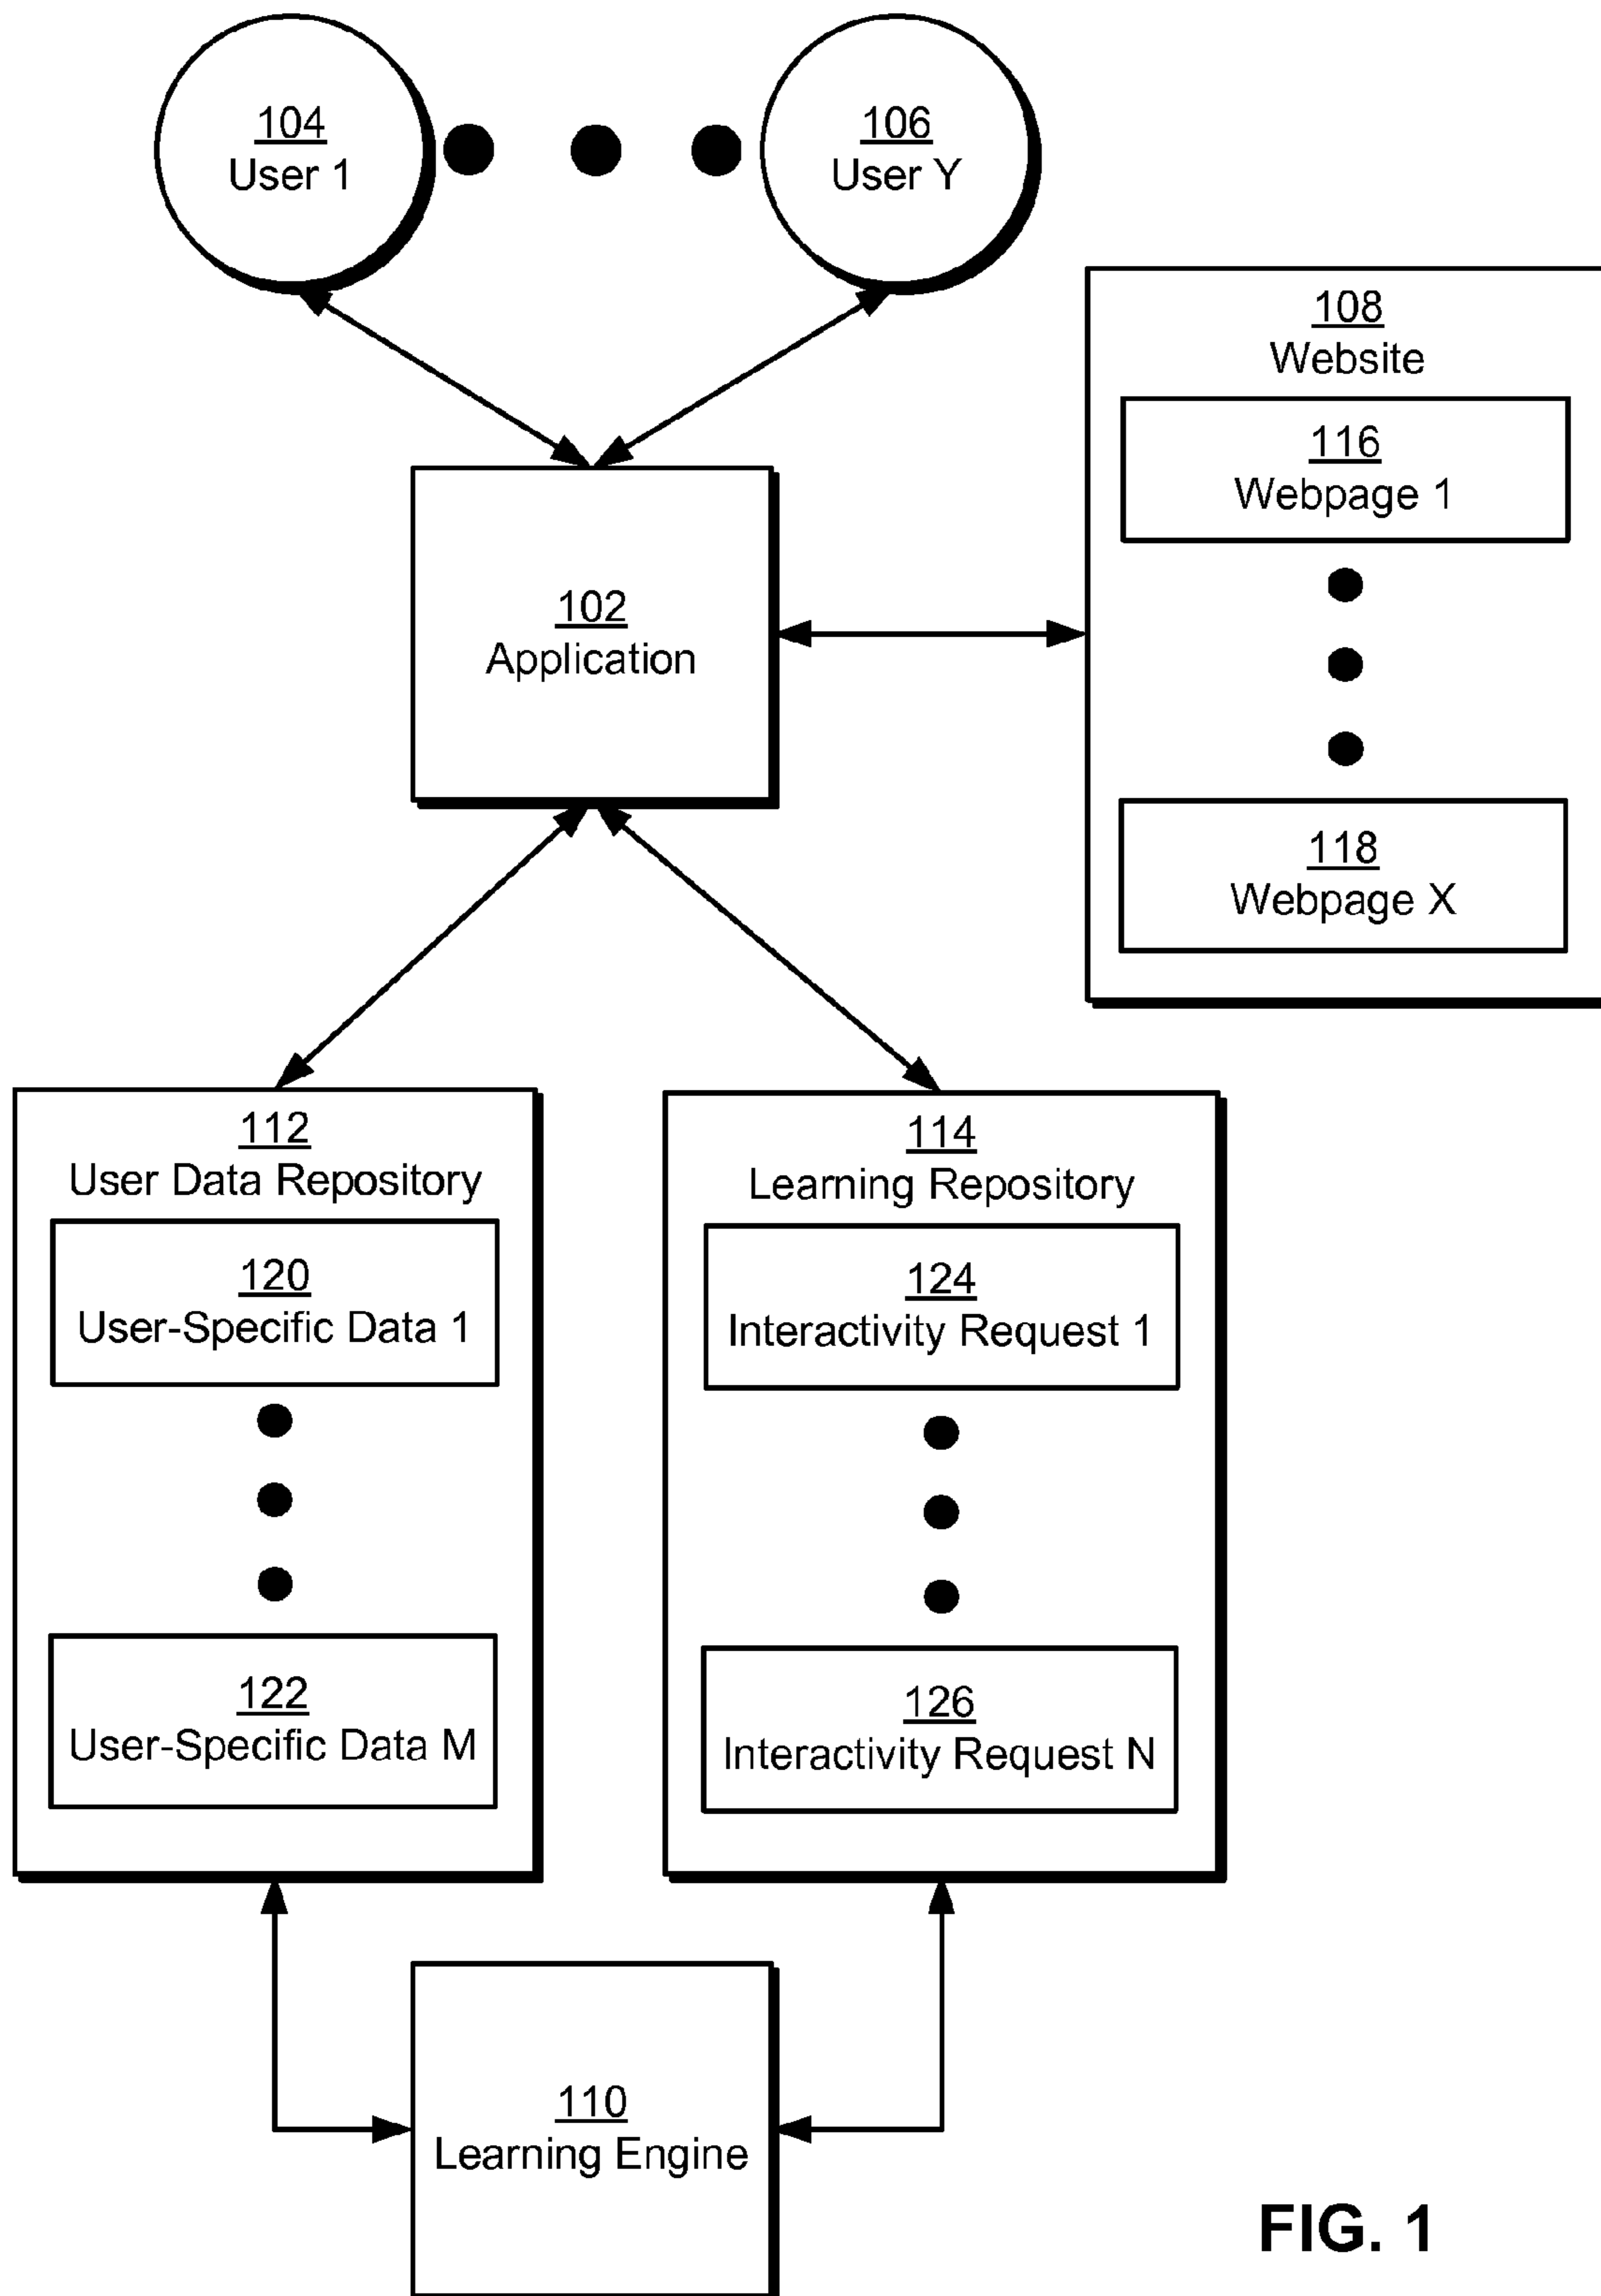 104
User 1
106
User Y
108
Website
116
Webpage 1
102
Application
118
Webpage X
112
User Data Repository
114
Learning Repository
120
User-Specific Data 1
124
Interactivity Request 1
122
User-Specific Data M
126
Interactivity Request N
110
Learning Engine
FIG. 1